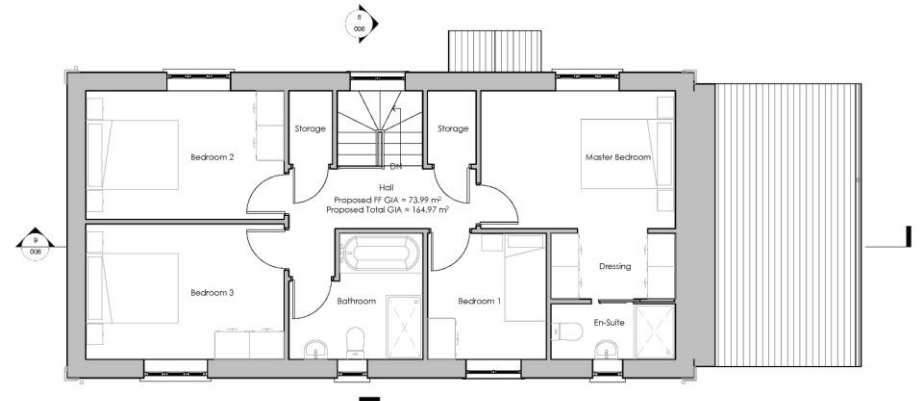 8
006
Storage
Storage
Bedroom 2
Master Bedroom
DN
Hall
Proposed FF GIA = 73.99 m²
Proposed Total GIA = 164.97 m²
9
006
Dressing
Bedroom 3
Bathroom
Bedroom 1
En-Suite